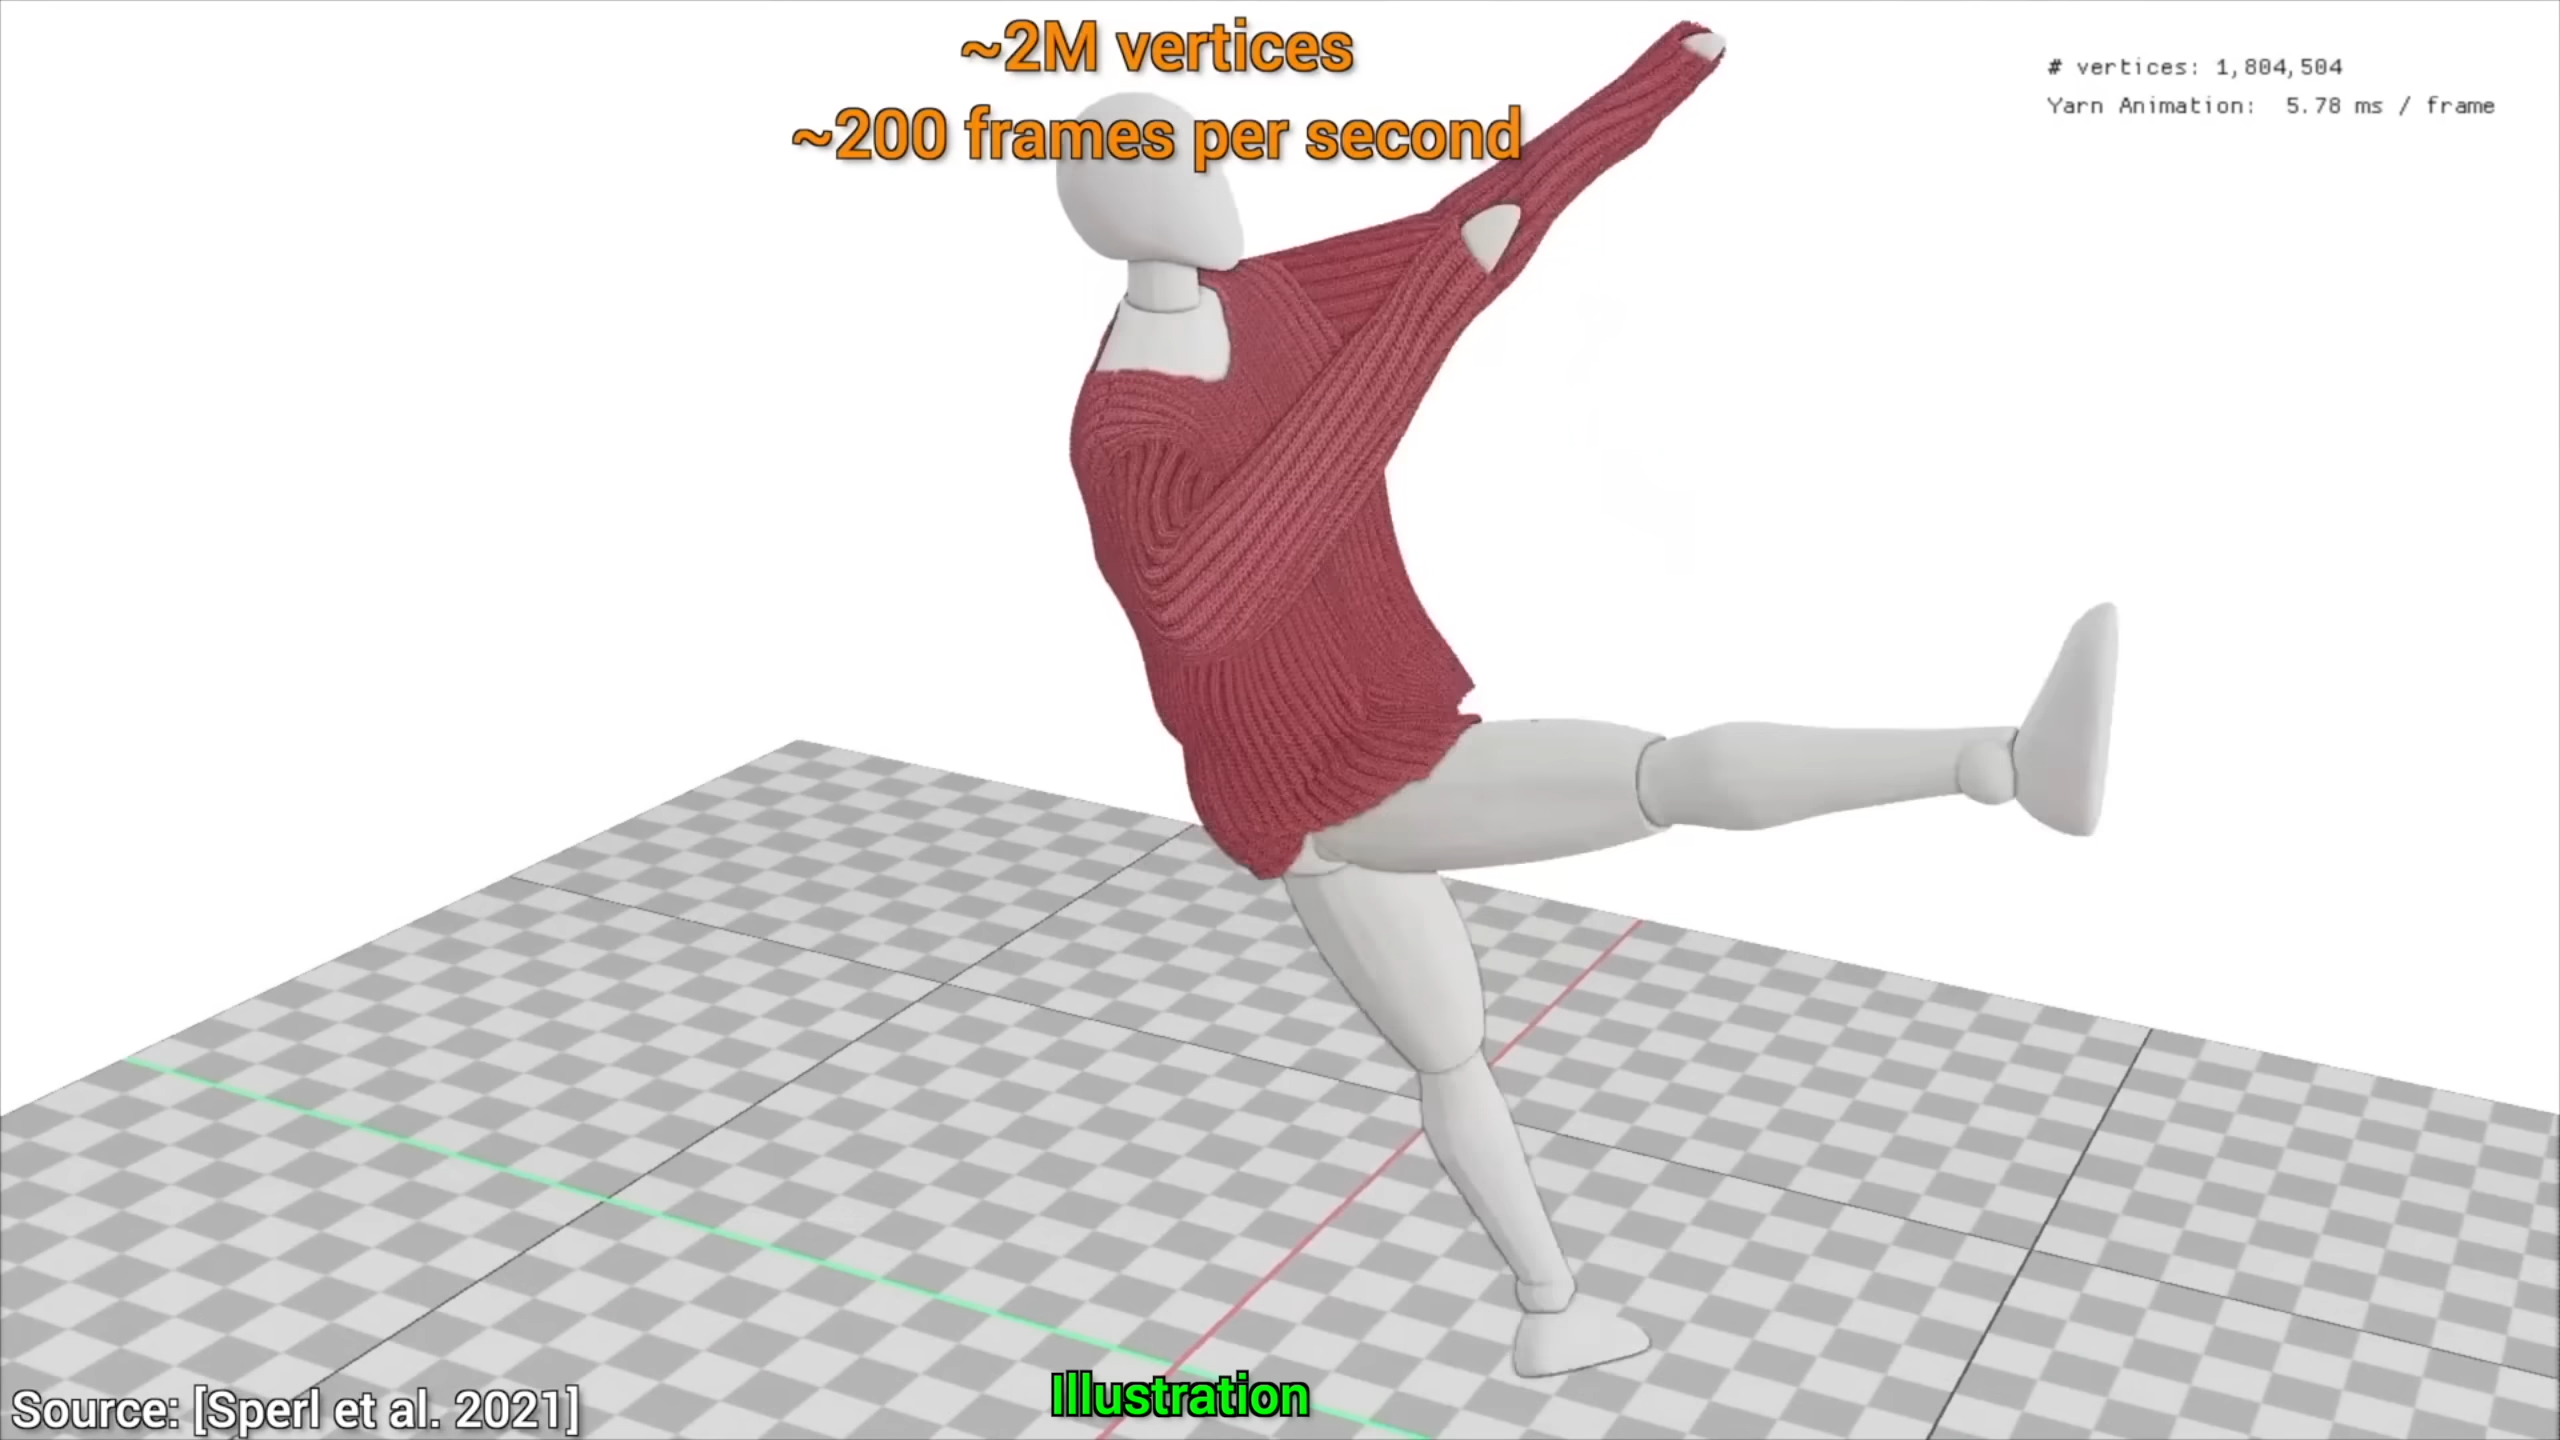 ~2M vertices
~200 frames per second
# vertices: 1,804,504
Yarn Animation: 5.78 ms / frame
Source: [Sperl et al. 2021]
Illustration